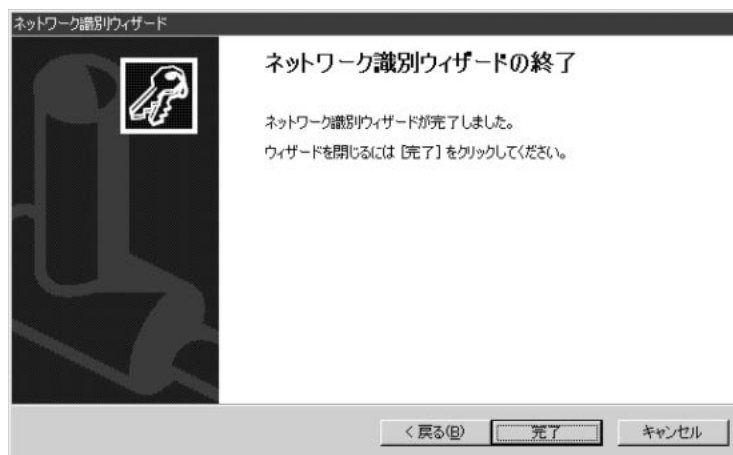 ネットワーク識別ウィザード
ネットワーク識別ウィザードの終了
ネットワーク識別ウィザードが完了しました。
ウィザードを閉じるには [完了] をクリックしてください。
< 戻る(B)
完了
キャンセル